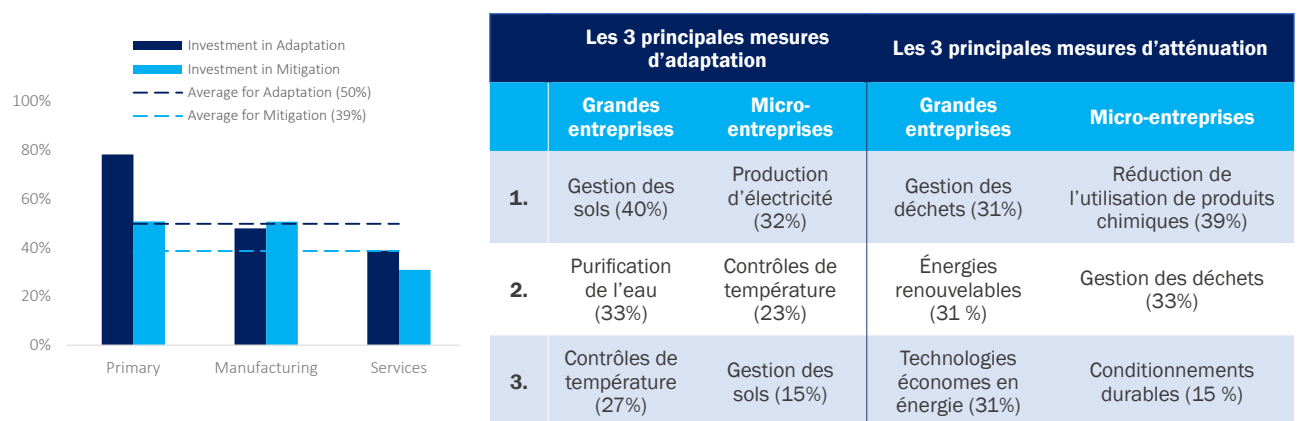 Investment in Adaptation
Investment in Mitigation
Average for Adaptation (50%)
Average for Mitigation (39%)
100%
80%
60%
40%
20%
0%
Primary
Manufacturing
Services
Les 3 principales mesures
d’adaptation
Les 3 principales mesures d’atténuation
Grandes
entreprises
Micro-
entreprises
Grandes
entreprises
Micro-entreprises
1.
Gestion des
sols (40%)
Production
d’électricité
(32%)
Gestion des
déchets (31%)
Réduction de
l’utilisation de produits
chimiques (39%)
2.
Purification
de l’eau
(33%)
Contrôles de
température
(23%)
Énergies
renouvelables
(31 %)
Gestion des déchets
(33%)
3.
Contrôles de
température
(27%)
Gestion des
sols (15%)
Technologies
économes en
énergie (31%)
Conditionnements
durables (15 %)